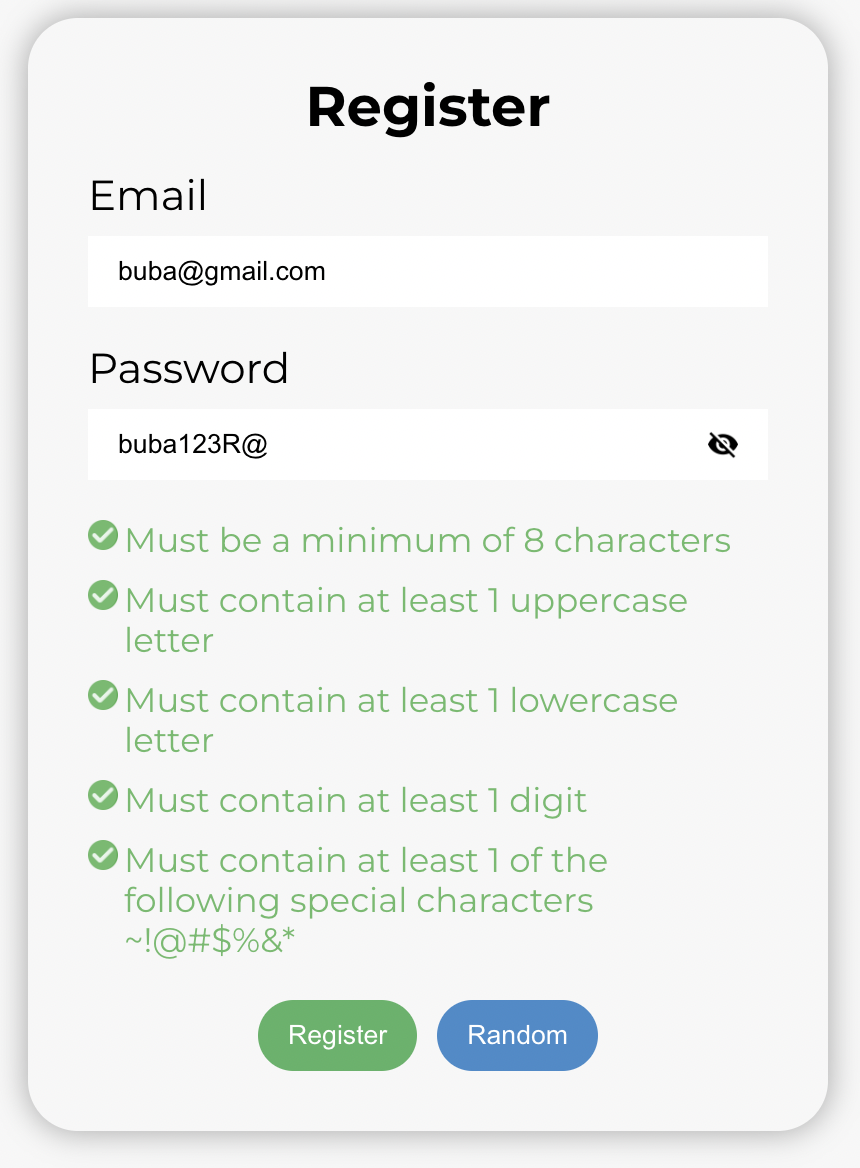 Register
Email
buba@gmail.com
Password
buba123R@
Must be a minimum of 8 characters
Must contain at least 1 uppercase
letter
Must contain at least 1 lowercase
letter
Must contain at least 1 digit
Must contain at least 1 of the
following special characters
~!@#$%&*
Register Random